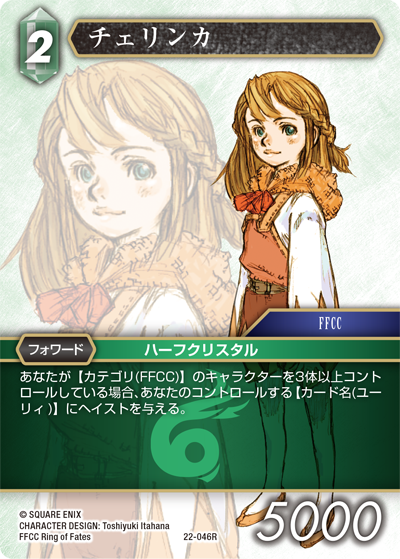 2
チェリンカ
FFCC
フォワード
ハーフクリスタル
あなたが【カテゴリ(FFCC)】のキャラクターを3体以上コント
ロールしている場合、あなたのコントロールする【カード名(ユー
リィ)】にヘイストを与える。
© SQUARE ENIX
CHARACTER DESIGN: Toshiyuki Itahana
FFCC Ring of Fates
22-046R
5000